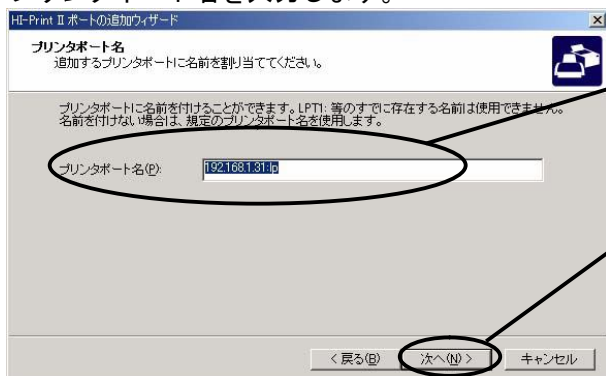 プリンタポート名を入力します。
HI-Print Ⅱ ポートの追加ウィザード
プリンタポート名
追加するプリンタポートに名前を割り当ててください。
プリンタポートに名前を付けることができます。LPT1: 等のすでに存在する名前は使用できません。
名前を付けない場合は、規定のプリンタポート名を使用します。
プリンタポート名(P):
192.168.1.31:lp
< 戻る(B)
次へ(N) >
キャンセル